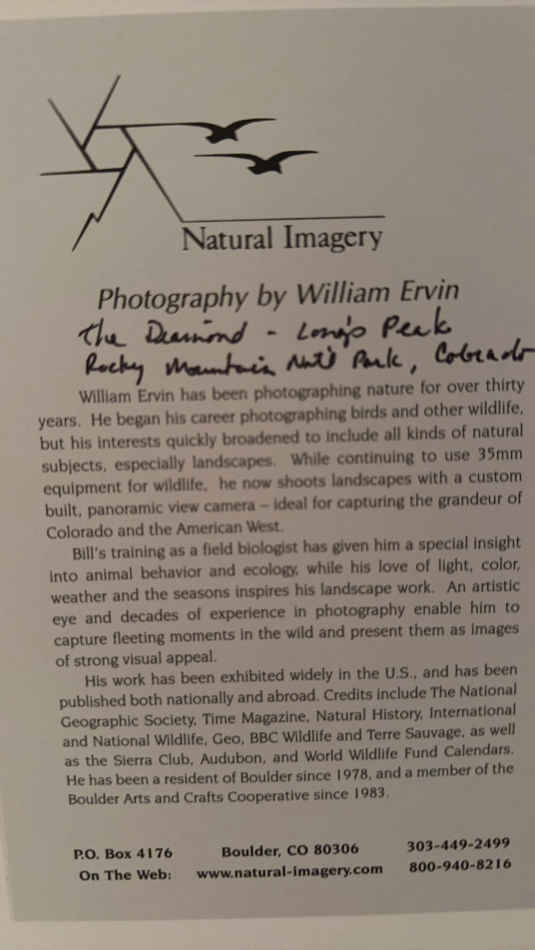 Natural Imagery
Photography by William Ervin
The Diamond - Long's Peak
Rocky Mountain Nat'l Park, Colorado
William Ervin has been photographing nature for over thirty
years. He began his career photographing birds and other wildlife,
but his interests quickly broadened to include all kinds of natural
subjects, especially landscapes. While continuing to use 35mm
equipment for wildlife, he now shoots landscapes with a custom
built, panoramic view camera – ideal for capturing the grandeur of
Colorado and the American West.
Bill's training as a field biologist has given him a special insight
into animal behavior and ecology, while his love of light, color,
weather and the seasons inspires his landscape work. An artistic
eye and decades of experience in photography enable him to
capture fleeting moments in the wild and present them as images
of strong visual appeal.
His work has been exhibited widely in the U.S., and has been
published both nationally and abroad. Credits include The National
Geographic Society, Time Magazine, Natural History, International
and National Wildlife, Geo, BBC Wildlife and Terre Sauvage, as well
as the Sierra Club, Audubon, and World Wildlife Fund Calendars.
He has been a resident of Boulder since 1978, and a member of the
Boulder Arts and Crafts Cooperative since 1983.
P.O. Box 4176 Boulder, CO 80306 303-449-2499
On The Web: www.natural-imagery.com 800-940-8216